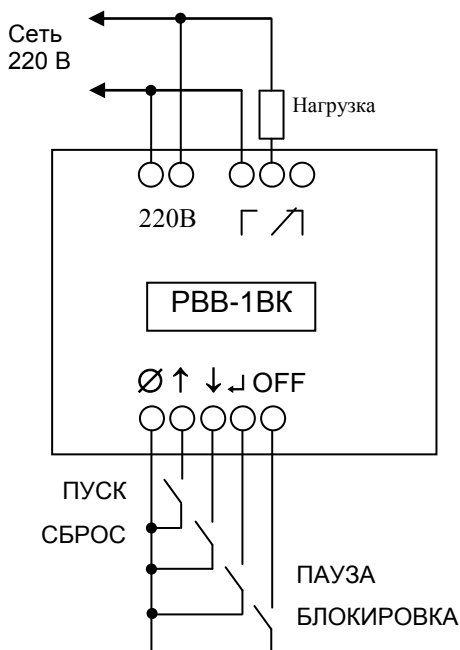 Сеть
220 В
Нагрузка
220В
РВВ-1ВК
Ø ↑ ↓ ↵ OFF
ПУСК
СБРОС
ПАУЗА
БЛОКИРОВКА